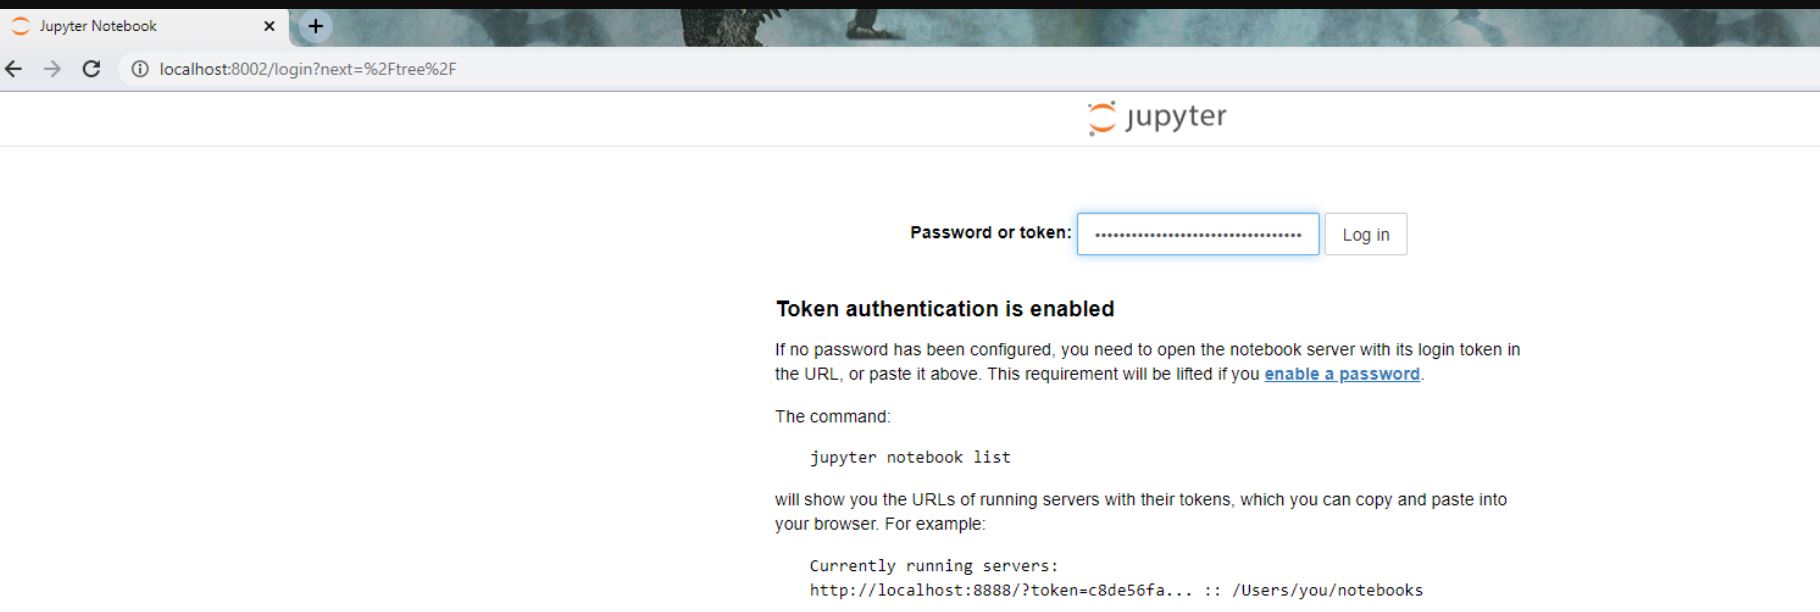 Jupyter Notebook
localhost:8002/login?next=%2Ftree%2F
jupyter
Password or token:
Log in
Token authentication is enabled
If no password has been configured, you need to open the notebook server with its login token in
the URL, or paste it above. This requirement will be lifted if you enable a password.
The command:
jupyter notebook list
will show you the URLs of running servers with their tokens, which you can copy and paste into
your browser. For example:
Currently running servers:
http://localhost:8888/?token=c8de56fa... :: /Users/you/notebooks